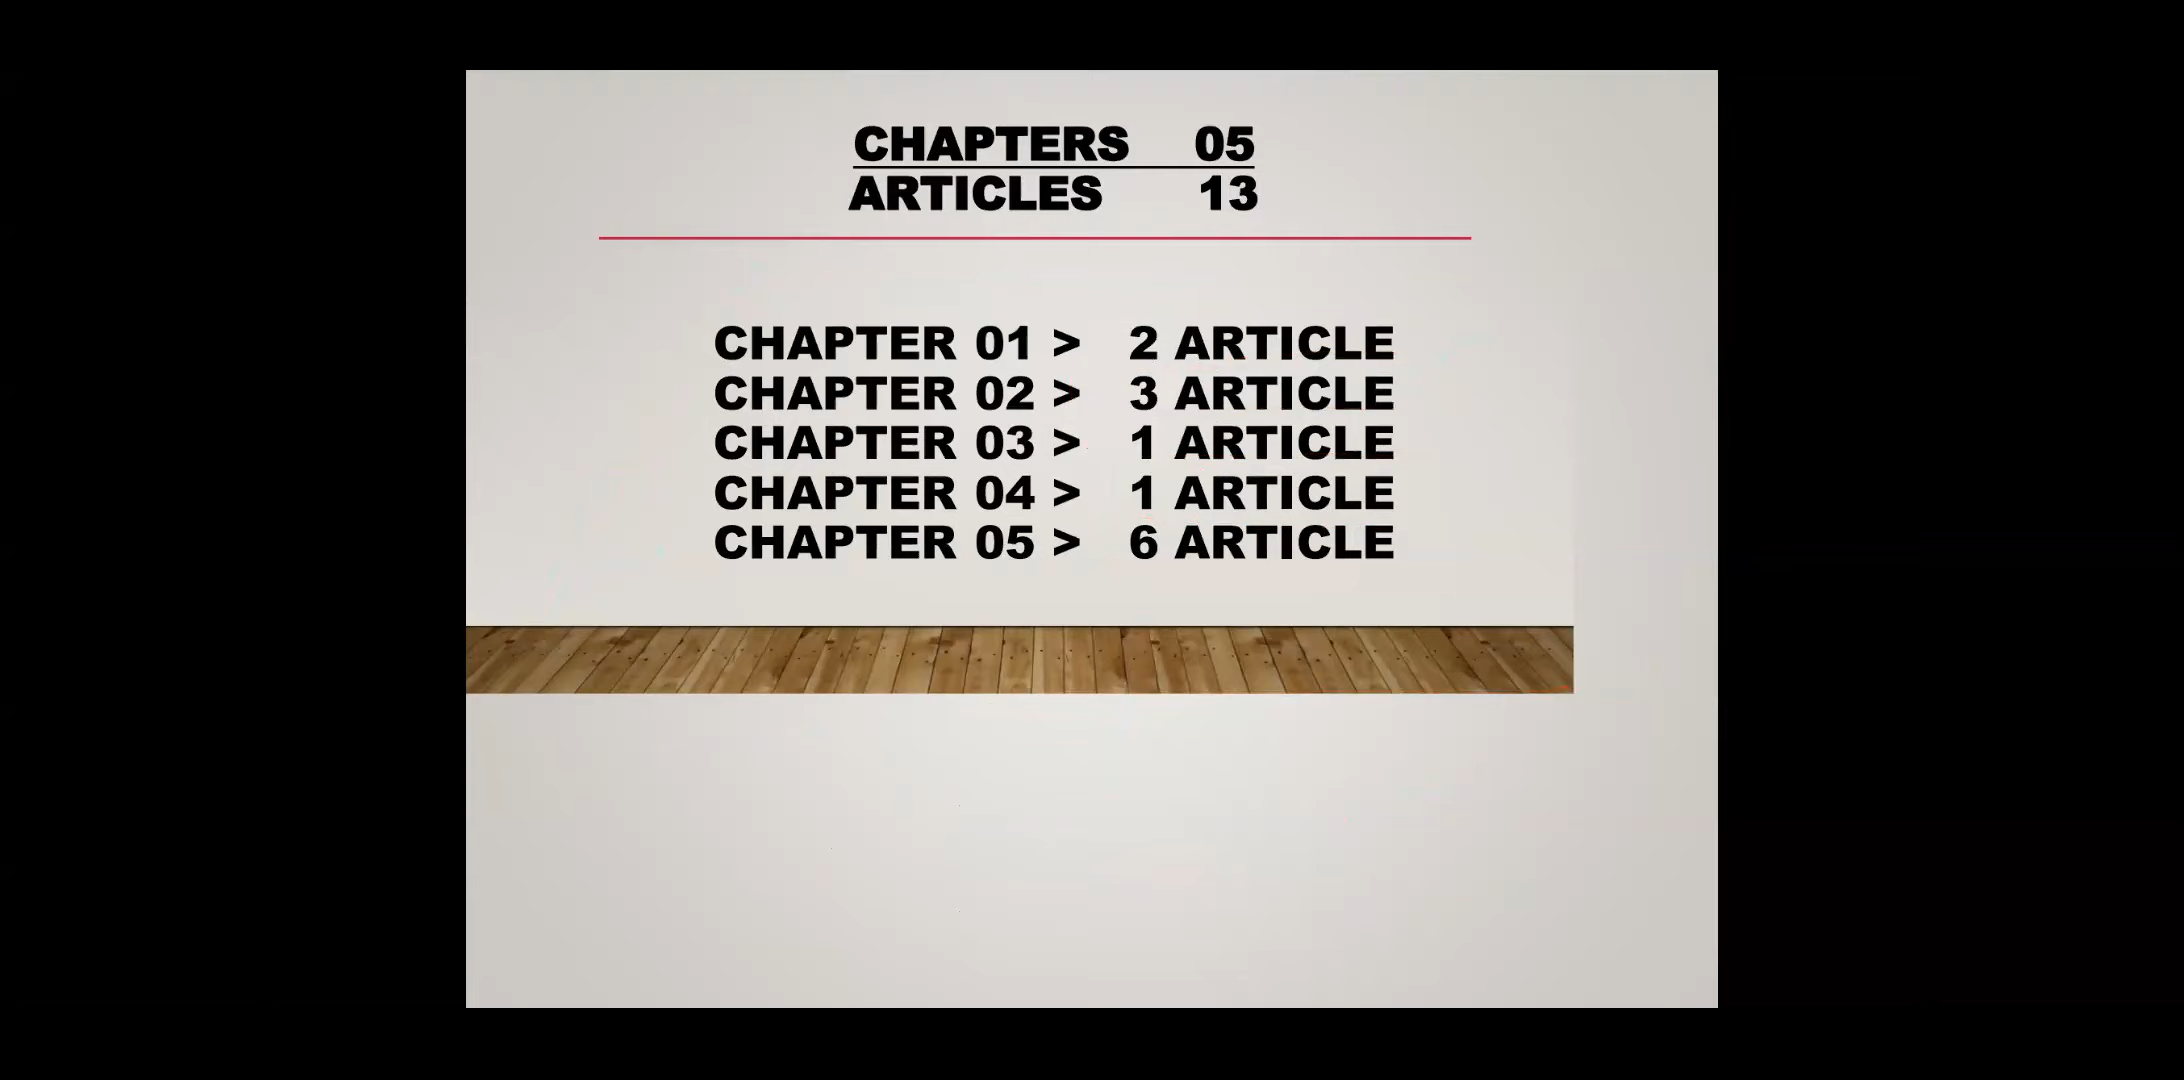 CHAPTERS 05
ARTICLES 13
CHAPTER 01 > 2 ARTICLE
CHAPTER 02 > 3 ARTICLE
CHAPTER 03 > 1 ARTICLE
CHAPTER 04 > 1 ARTICLE
CHAPTER 05 > 6 ARTICLE